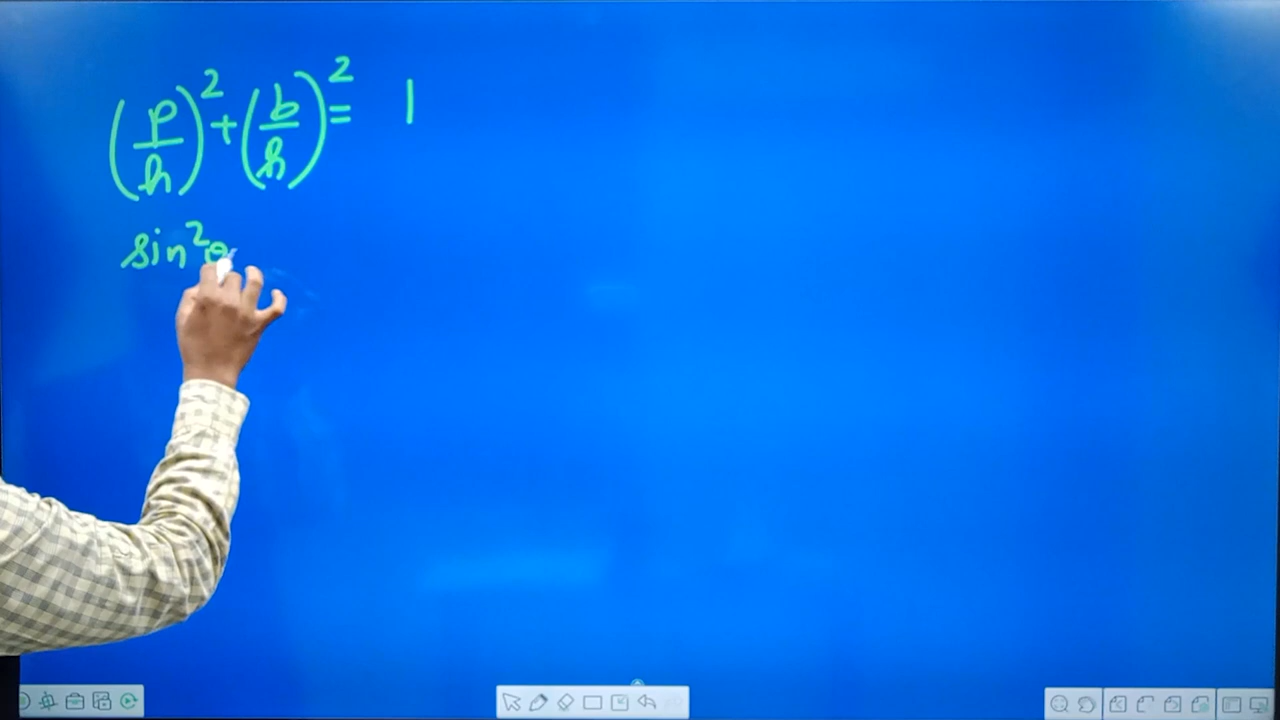 (p/h)² + (b/h)² = 1
sin²θ